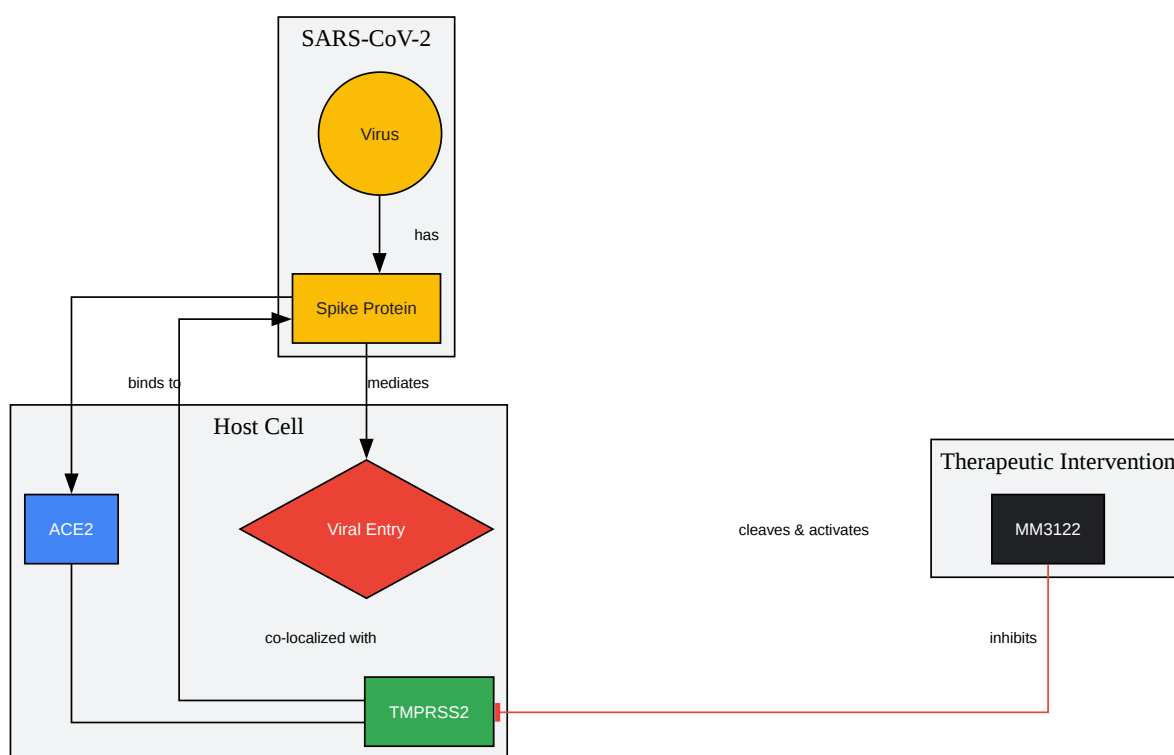 SARS-CoV-2
Virus
has
Spike Protein
binds to
mediates
Host Cell
Therapeutic Intervention
ACE2
Viral Entry
cleaves & activates
MM3122
co-localized with
inhibits
TMPRSS2